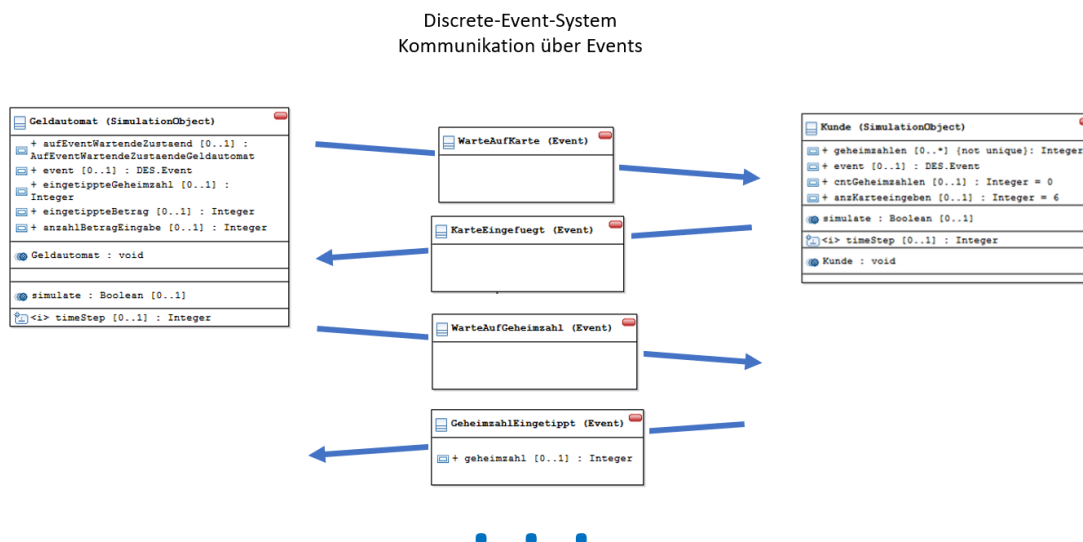 Discrete-Event-System
Kommunikation über Events
Geldautomat (SimulationObject)
+ aufEventWartendeZustaend [0..1] :
AufEventWartendeZustaendeGeldautomat
+ event [0..1] : DES.Event
+ eingetippteGeheimzahl [0..1] :
Integer
+ eingetippteBetrag [0..1] : Integer
+ anzahlBetragEingabe [0..1] : Integer
Geldautomat : void
simulate : Boolean [0..1]
<i> timeStep [0..1] : Integer
WarteAufKarte (Event)
KarteEingefuegt (Event)
WarteAufGeheimzahl (Event)
GeheimzahlEingetippt (Event)
+ geheimzahl [0..1] : Integer
Kunde (SimulationObject)
+ geheimzahlen [0..*] {not unique}: Integer
+ event [0..1] : DES.Event
+ cntGeheimzahlen [0..1] : Integer = 0
+ anzKarteeingeben [0..1] : Integer = 6
simulate : Boolean [0..1]
<i> timeStep [0..1] : Integer
Kunde : void